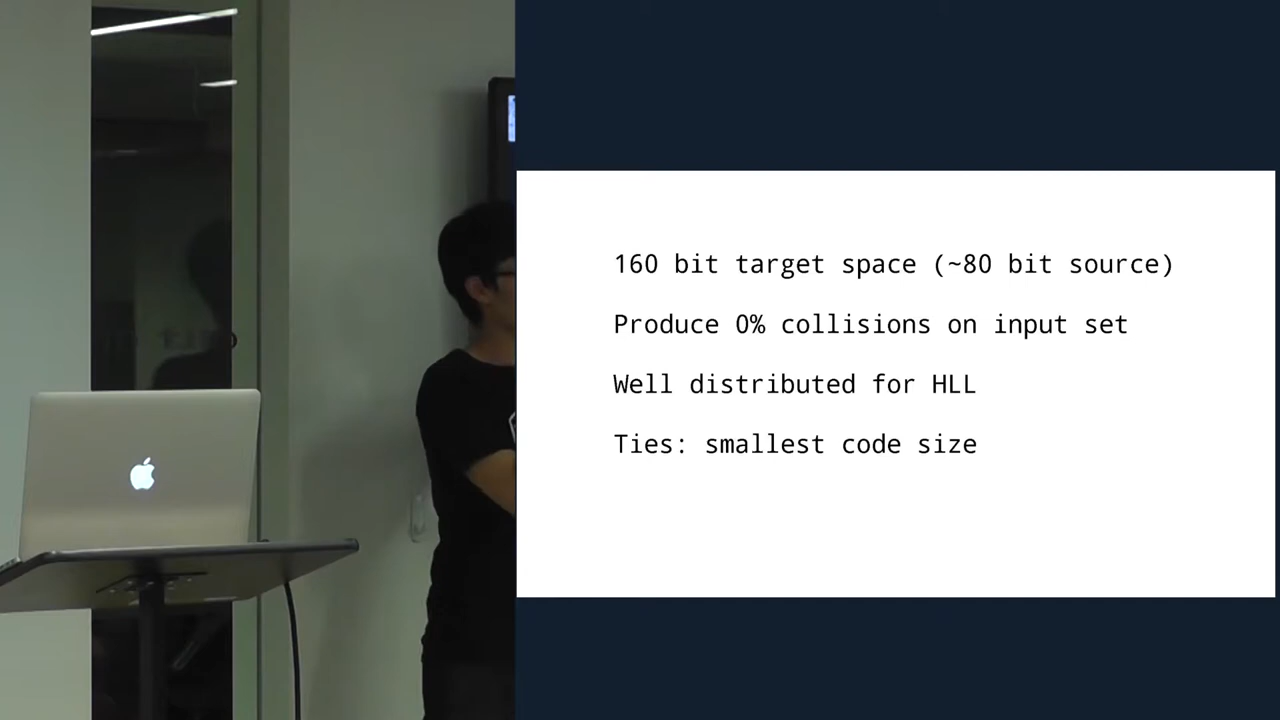 160 bit target space (~80 bit source)
Produce 0% collisions on input set
Well distributed for HLL
Ties: smallest code size